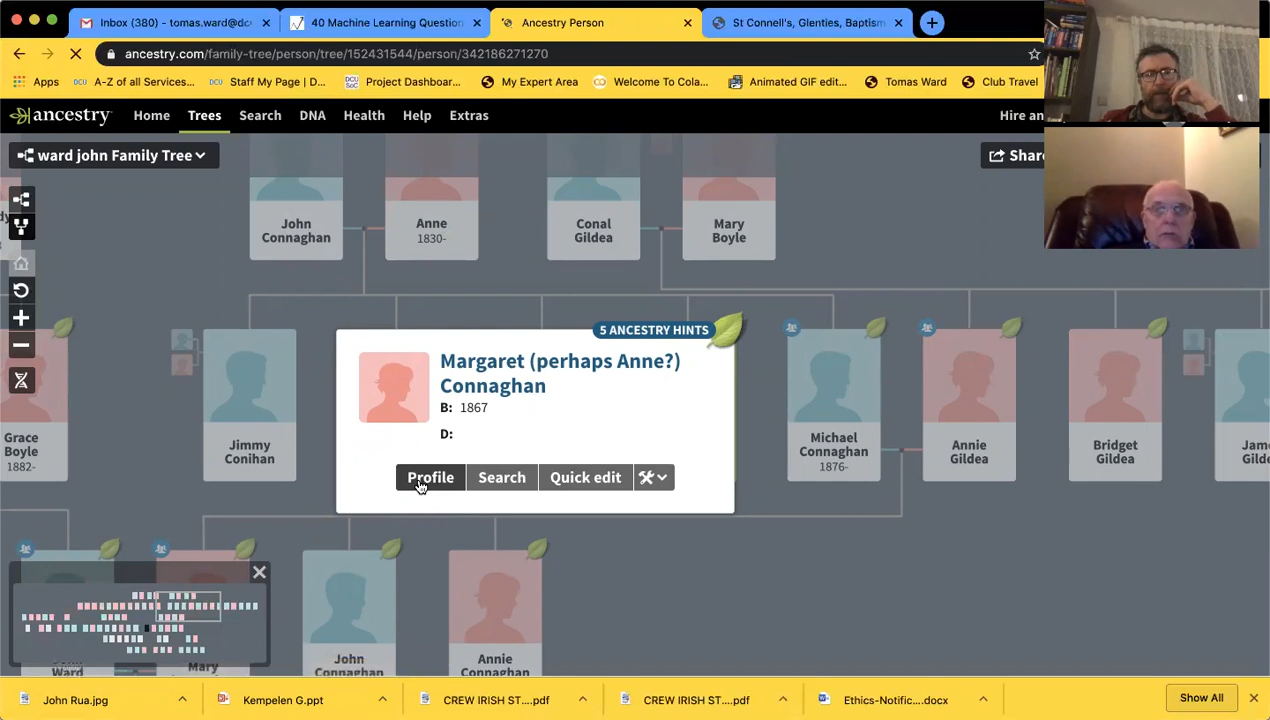 Inbox (380) - tomas.ward@dc
40 Machine Learning Question
Ancestry Person
St Connell's, Glenties, Baptism
ancestry.com/family-tree/person/tree/152431544/person/342186271270
Apps
DCU A-Z of all Services...
DCU Staff My Page | D...
Project Dashboar...
My Expert Area
Welcome To Cola...
Animated GIF edit...
Tomas Ward
Club Travel
ancestry
Home
Trees
Search
DNA
Health
Help
Extras
Hire an
ward john Family Tree
Share
John
Connaghan
Anne
1830-
Conal
Gildea
Mary
Boyle
5 ANCESTRY HINTS
Margaret (perhaps Anne?)
Connaghan
B: 1867
D:
Profile
Search
Quick edit
Grace
Boyle
1882-
Jimmy
Conihan
Michael
Connaghan
1876-
Annie
Gildea
Bridget
Gildea
Gilde
Ward
Mary
John
Connaghan
Annie
Connaghan
John Rua.jpg
Kempelen G.ppt
CREW IRISH ST....pdf
CREW IRISH ST....pdf
Ethics-Notific....docx
Show All